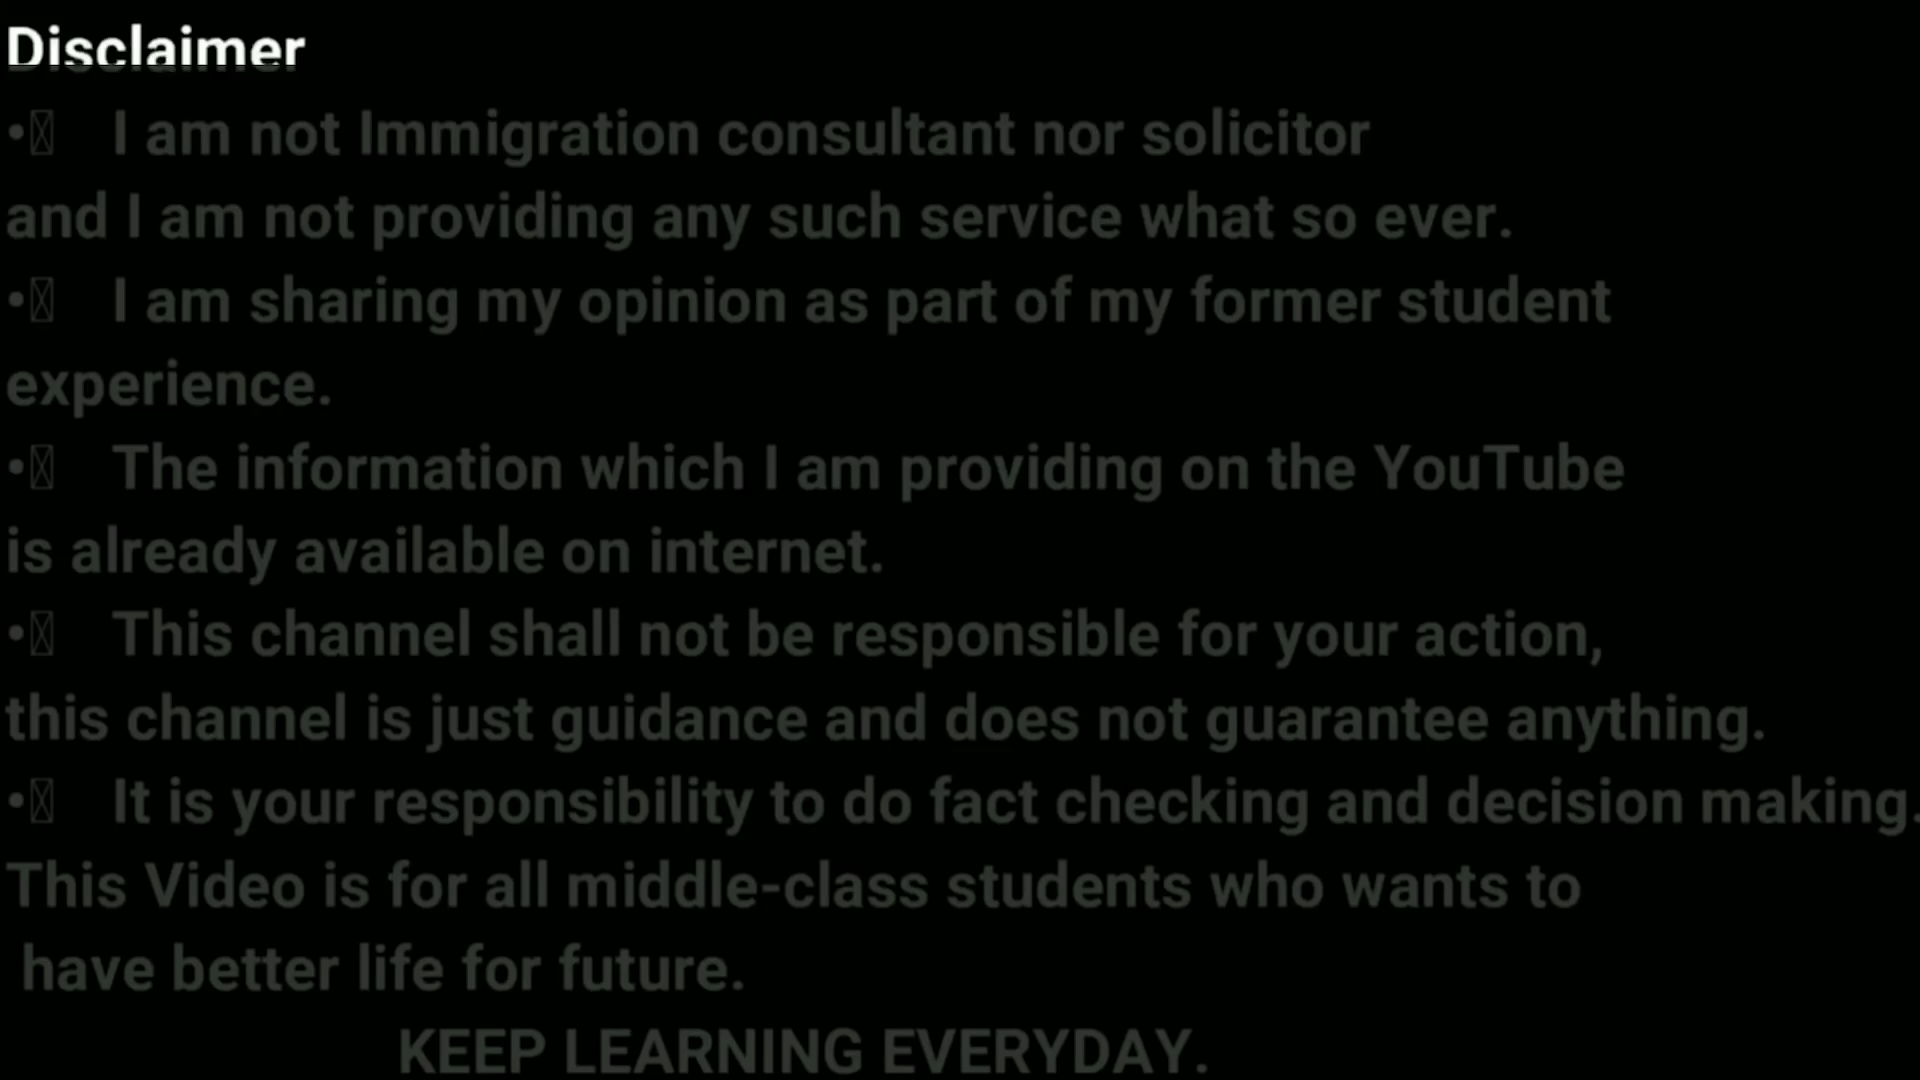 Disclaimer
• I am not Immigration consultant nor solicitor
and I am not providing any such service what so ever.
• I am sharing my opinion as part of my former student
experience.
• The information which I am providing on the YouTube
is already available on internet.
• This channel shall not be responsible for your action,
this channel is just guidance and does not guarantee anything.
• It is your responsibility to do fact checking and decision making.
This Video is for all middle-class students who wants to
have better life for future.
KEEP LEARNING EVERYDAY.